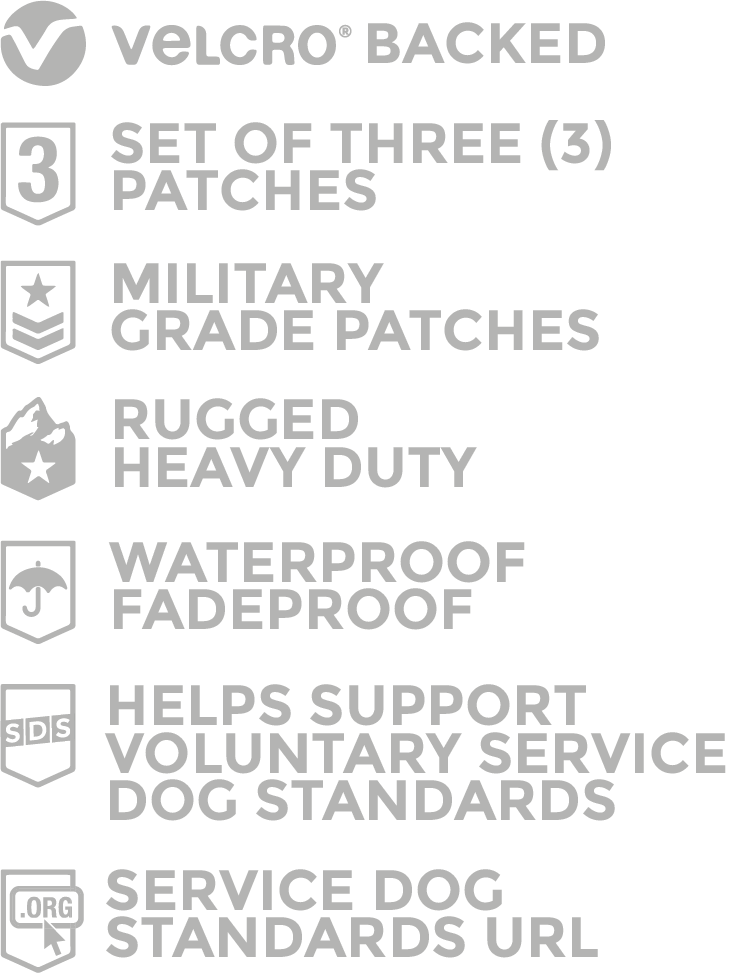 VELCRO® BACKED
3
SET OF THREE (3)
PATCHES
MILITARY
GRADE PATCHES
RUGGED
HEAVY DUTY
WATERPROOF
FADEPROOF
SDS
HELPS SUPPORT
VOLUNTARY SERVICE
DOG STANDARDS
.ORG
SERVICE DOG
STANDARDS URL